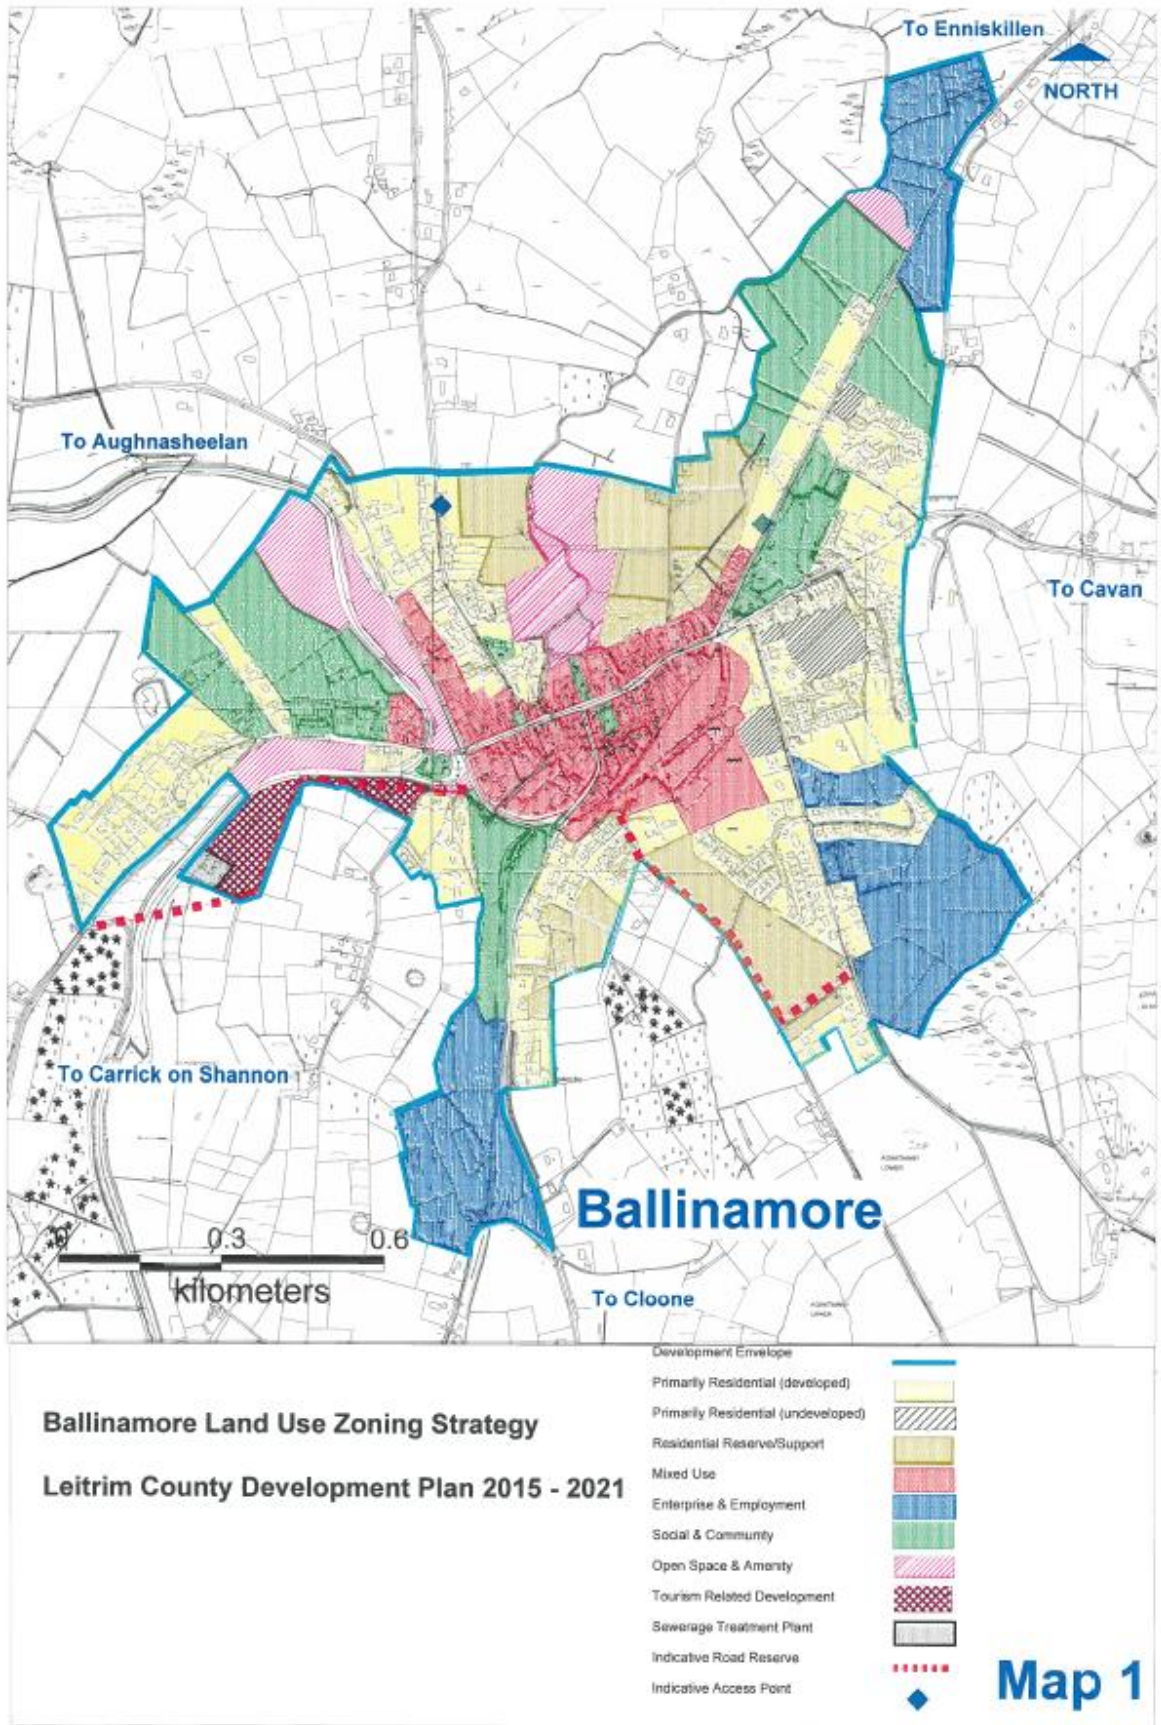 To Enniskillen
NORTH
To Aughnasheelan
To Cavan
To Carrick on Shannon
Ballinamore
0 0.3 0.6
kilometers
To Cloone
Development Envelope
Primarily Residential (developed)
Primarily Residential (undeveloped)
Residential Reserve/Support
Mixed Use
Enterprise & Employment
Social & Community
Open Space & Amenity
Tourism Related Development
Sewerage Treatment Plant
Indicative Road Reserve
Indicative Access Point
Ballinamore Land Use Zoning Strategy
Leitrim County Development Plan 2015 - 2021
Map 1